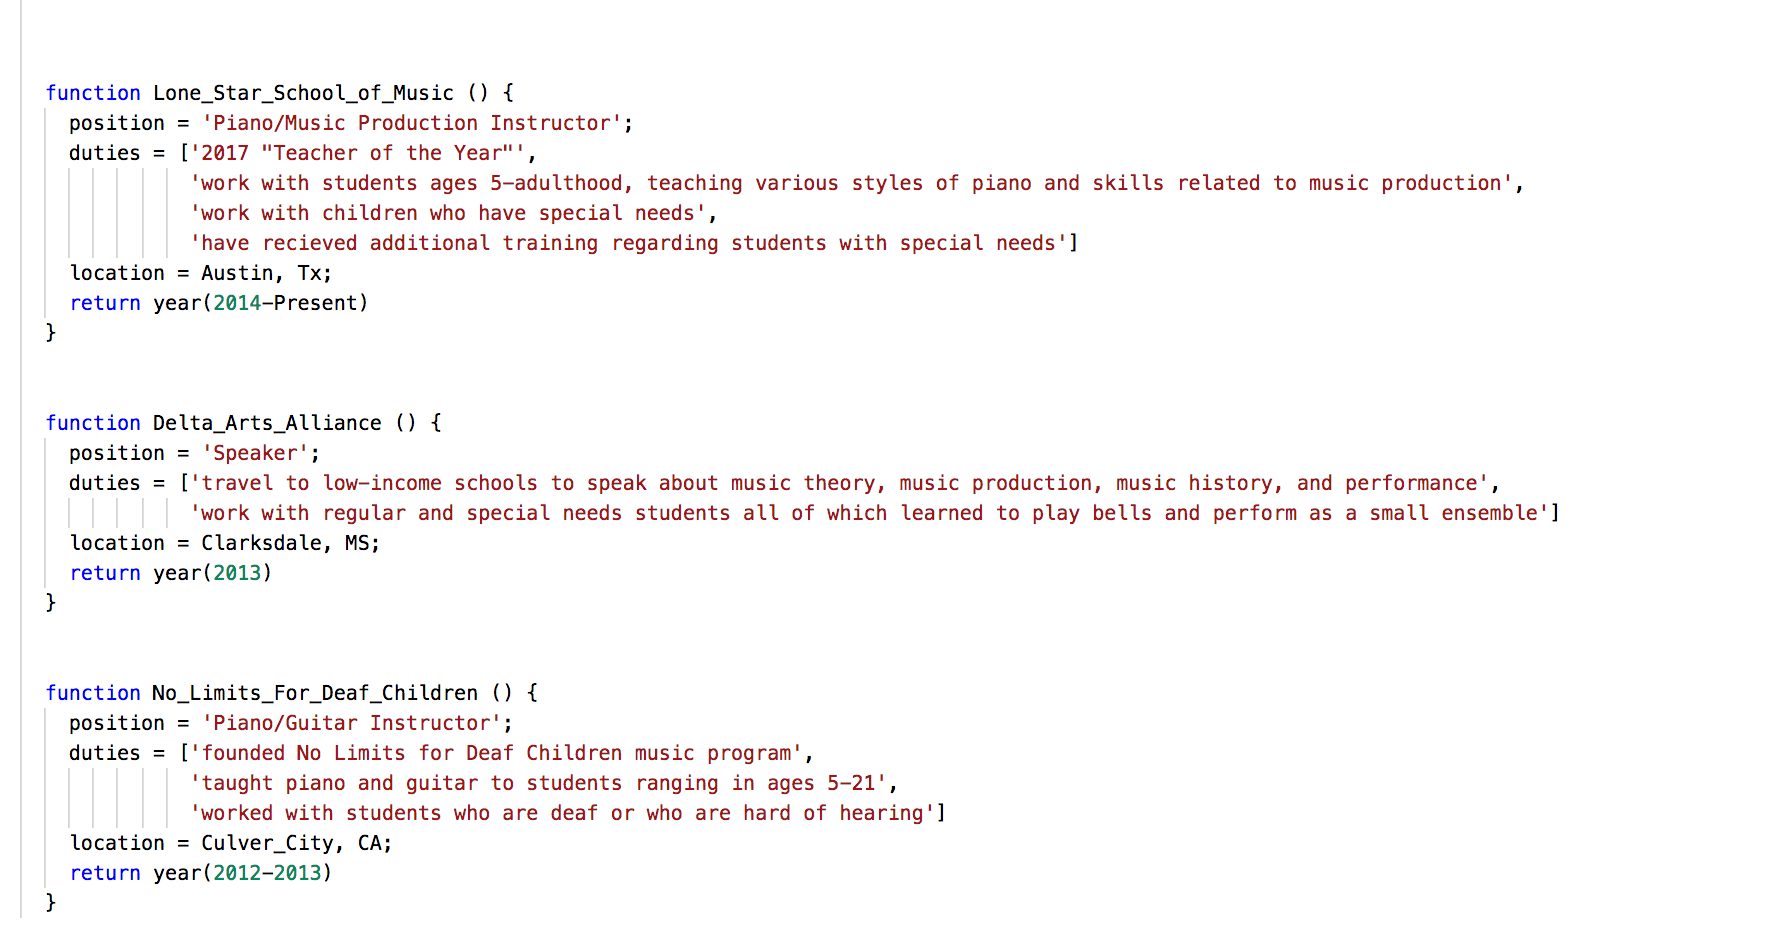 function Lone_Star_School_of_Music () {
position = 'Piano/Music Production Instructor';
duties = ['2017 "Teacher of the Year"',
'work with students ages 5-adulthood, teaching various styles of piano and skills related to music production',
'work with children who have special needs',
'have recieved additional training regarding students with special needs']
location = Austin, Tx;
return year(2014-Present)
}
function Delta_Arts_Alliance () {
position = 'Speaker';
duties = ['travel to low-income schools to speak about music theory, music production, music history, and performance',
'work with regular and special needs students all of which learned to play bells and perform as a small ensemble']
location = Clarksdale, MS;
return year(2013)
}
function No_Limits_For_Deaf_Children () {
position = 'Piano/Guitar Instructor';
duties = ['founded No Limits for Deaf Children music program',
'taught piano and guitar to students ranging in ages 5-21',
'worked with students who are deaf or who are hard of hearing']
location = Culver_City, CA;
return year(2012-2013)
}